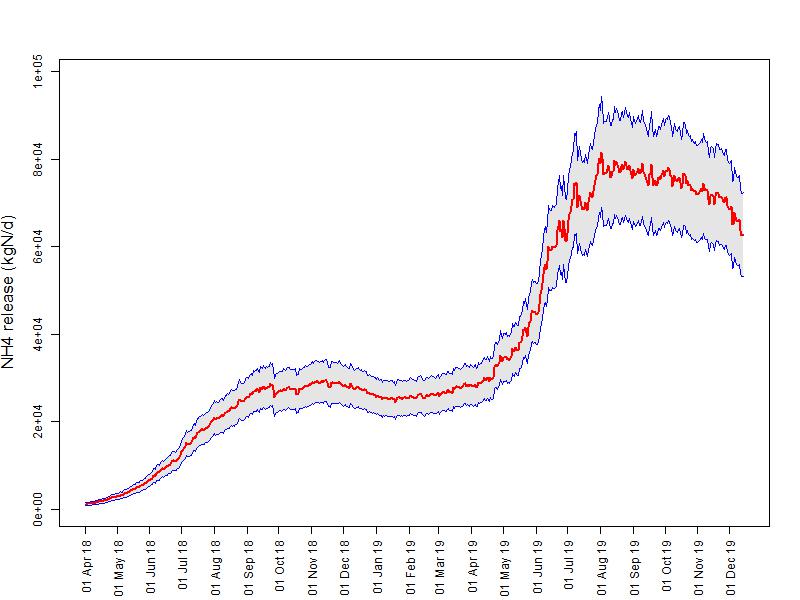 NH4 release (kgN/d)
1e+05
8e+04
6e+04
4e+04
2e+04
0e+00
01 Apr 18
01 May 18
01 Jun 18
01 Jul 18
01 Aug 18
01 Sep 18
01 Oct 18
01 Nov 18
01 Dec 18
01 Jan 19
01 Feb 19
01 Mar 19
01 Apr 19
01 May 19
01 Jun 19
01 Jul 19
01 Aug 19
01 Sep 19
01 Oct 19
01 Nov 19
01 Dec 19